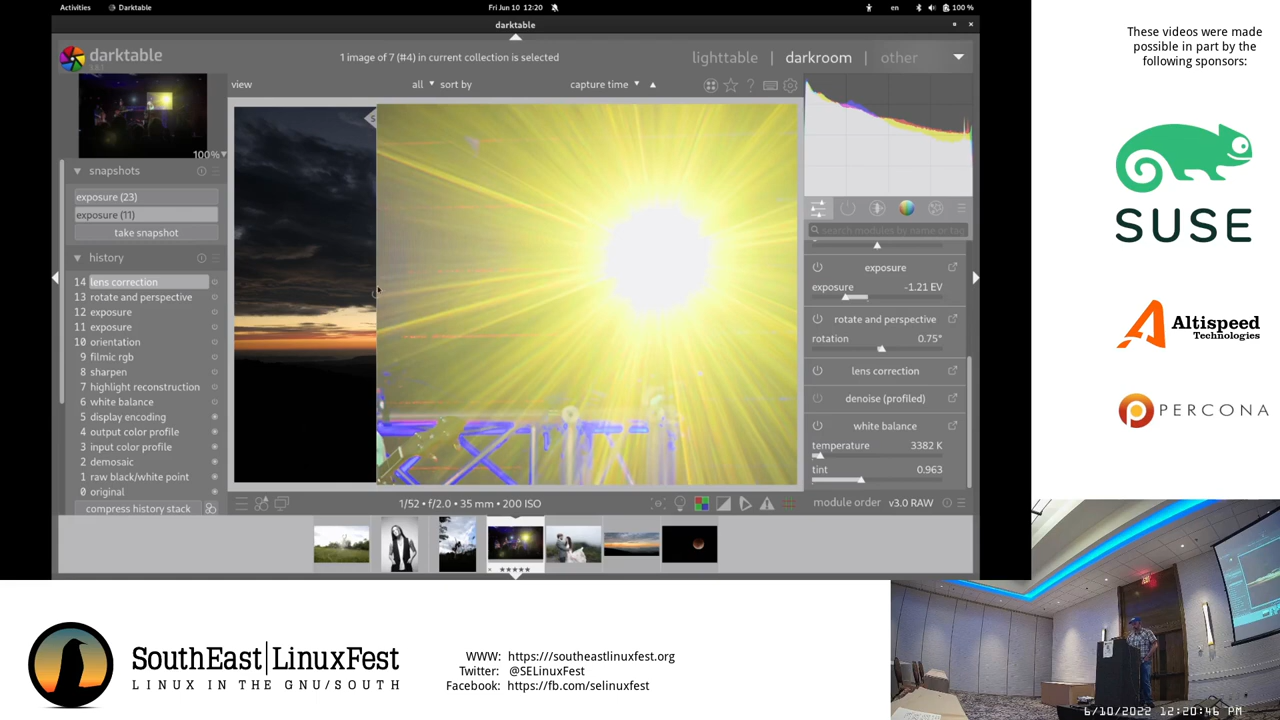 Activities
Darktable
Fri Jun 10 12:20
en
100 %
darktable
darktable
1 image of 7 (#4) in current collection is selected
lighttable | darkroom | other
view
all
sort by
capture time
100%
snapshots
exposure (23)
exposure (11)
take snapshot
history
14 lens correction
13 rotate and perspective
12 exposure
11 exposure
10 orientation
9 filmic rgb
8 sharpen
7 highlight reconstruction
6 white balance
5 display encoding
4 output color profile
3 input color profile
2 demosaic
1 raw black/white point
0 original
compress history stack
S
1/52 • f/2.0 • 35 mm • 200 ISO
search modules by name or tag
exposure
exposure -1.21 EV
rotate and perspective
rotation 0.75°
lens correction
denoise (profiled)
white balance
temperature 3382 K
tint 0.963
module order v3.0 RAW
These videos were made
possible in part by the
following sponsors:
SUSE
Altispeed
Technologies
PERCONA
SouthEast|LinuxFest
LINUX IN THE GNU/SOUTH
WWW: https:///southeastlinuxfest.org
Twitter: @SELinuxFest
Facebook: https://fb.com/selinuxfest
6/10/2022 12:20:46 PM